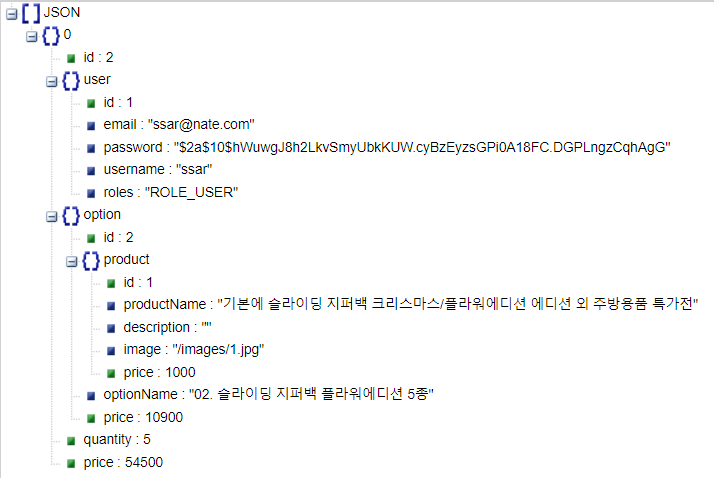 JSON
0
id : 2
user
id : 1
email : "ssar@nate.com"
password : "$2a$10$hWuwgJ8h2LkvSmyUbkKUW.cyBzEyzsGPi0A18FC.DGPLngzCqhAgG"
username : "ssar"
roles : "ROLE_USER"
option
id : 2
product
id : 1
productName : "기본에 슬라이딩 지퍼백 크리스마스/플라워에디션 에디션 외 주방용품 특가전"
description : ""
image : "/images/1.jpg"
price : 1000
optionName : "02. 슬라이딩 지퍼백 플라워에디션 5종"
price : 10900
quantity : 5
price : 54500